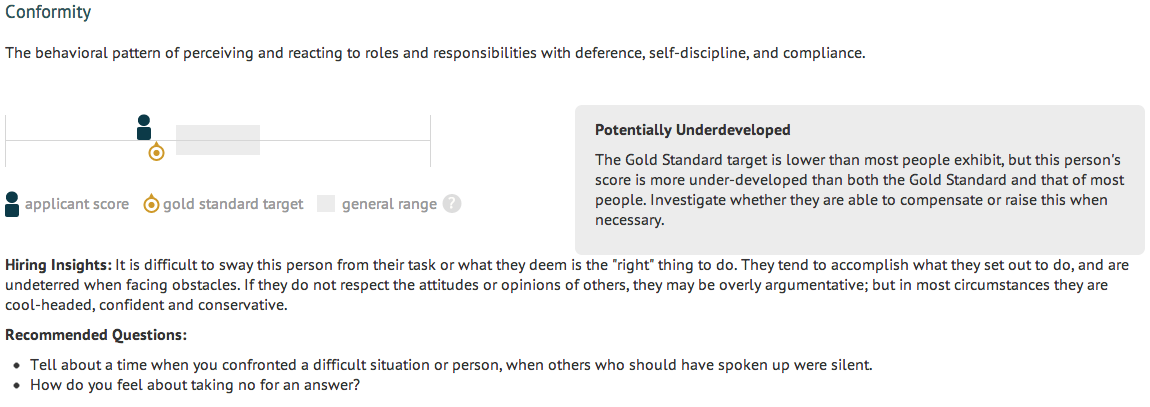 Conformity
The behavioral pattern of perceiving and reacting to roles and responsibilities with deference, self-discipline, and compliance.
applicant score gold standard target general range ?
Potentially Underdeveloped
The Gold Standard target is lower than most people exhibit, but this person's
score is more under-developed than both the Gold Standard and that of most
people. Investigate whether they are able to compensate or raise this when
necessary.
Hiring Insights: It is difficult to sway this person from their task or what they deem is the "right" thing to do. They tend to accomplish what they set out to do, and are
undeterred when facing obstacles. If they do not respect the attitudes or opinions of others, they may be overly argumentative; but in most circumstances they are
cool-headed, confident and conservative.
Recommended Questions:
• Tell about a time when you confronted a difficult situation or person, when others who should have spoken up were silent.
• How do you feel about taking no for an answer?